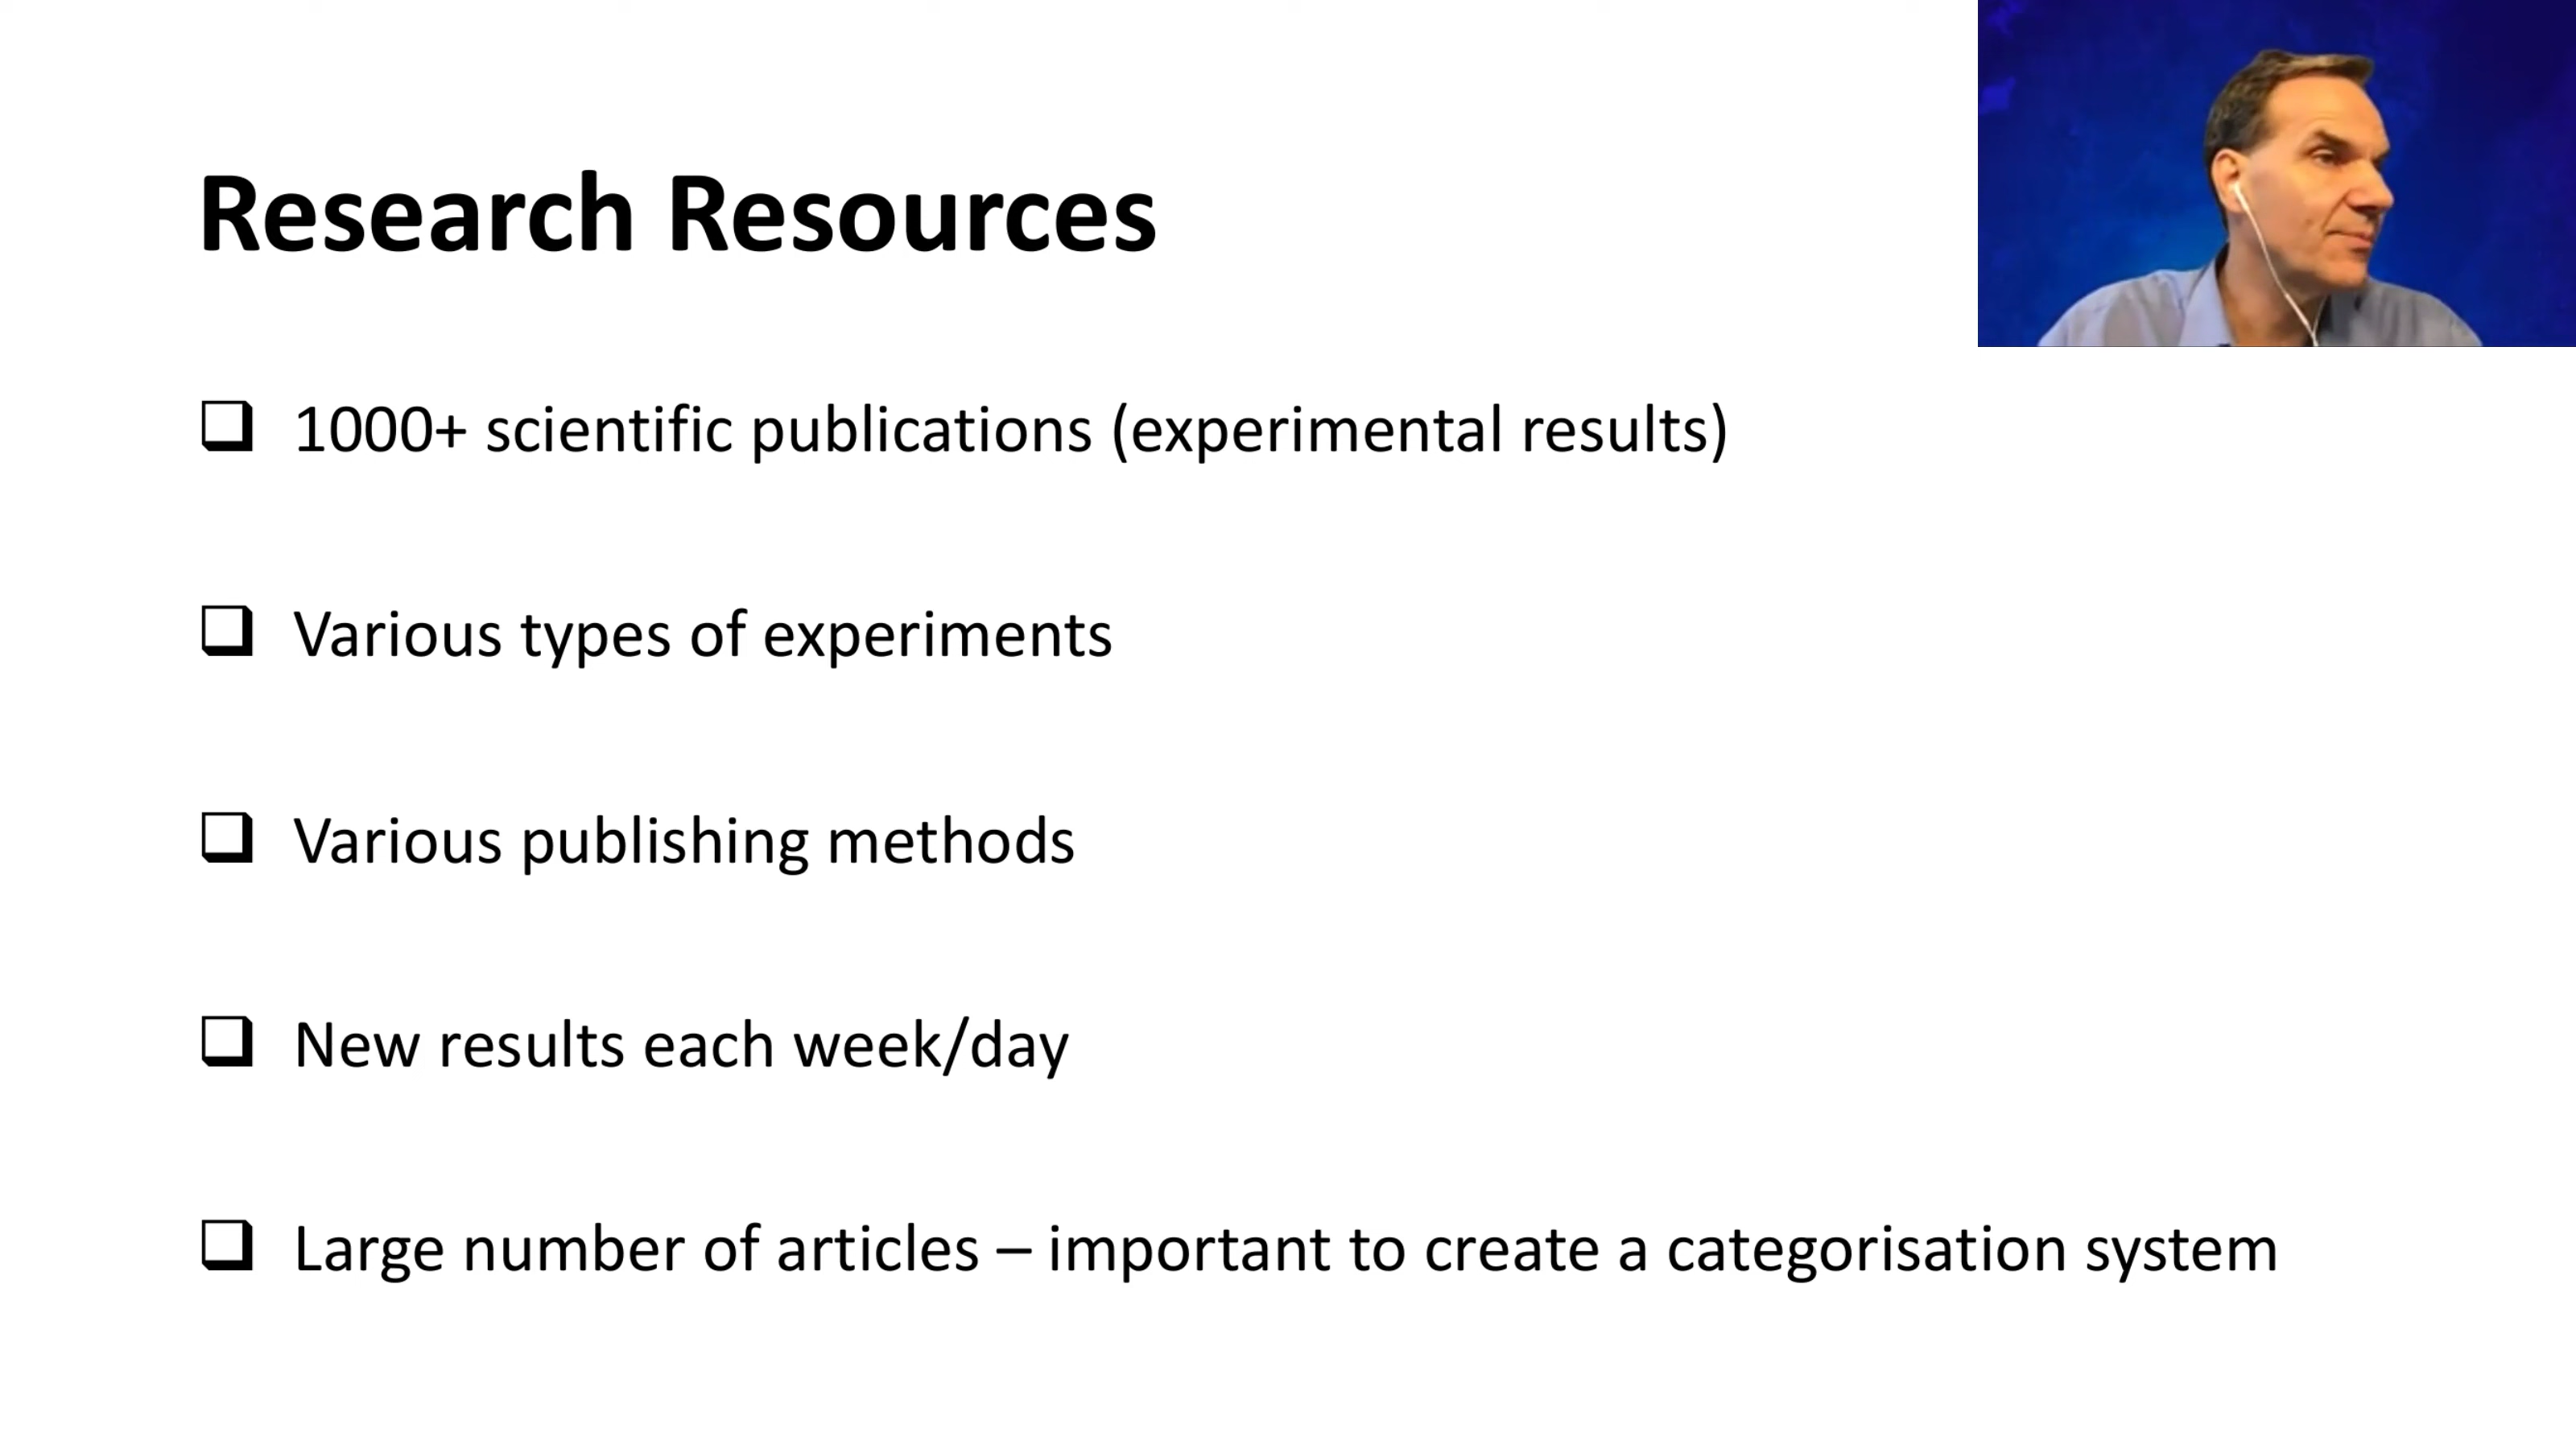 Research Resources
1000+ scientific publications (experimental results)
Various types of experiments
Various publishing methods
New results each week/day
Large number of articles – important to create a categorisation system